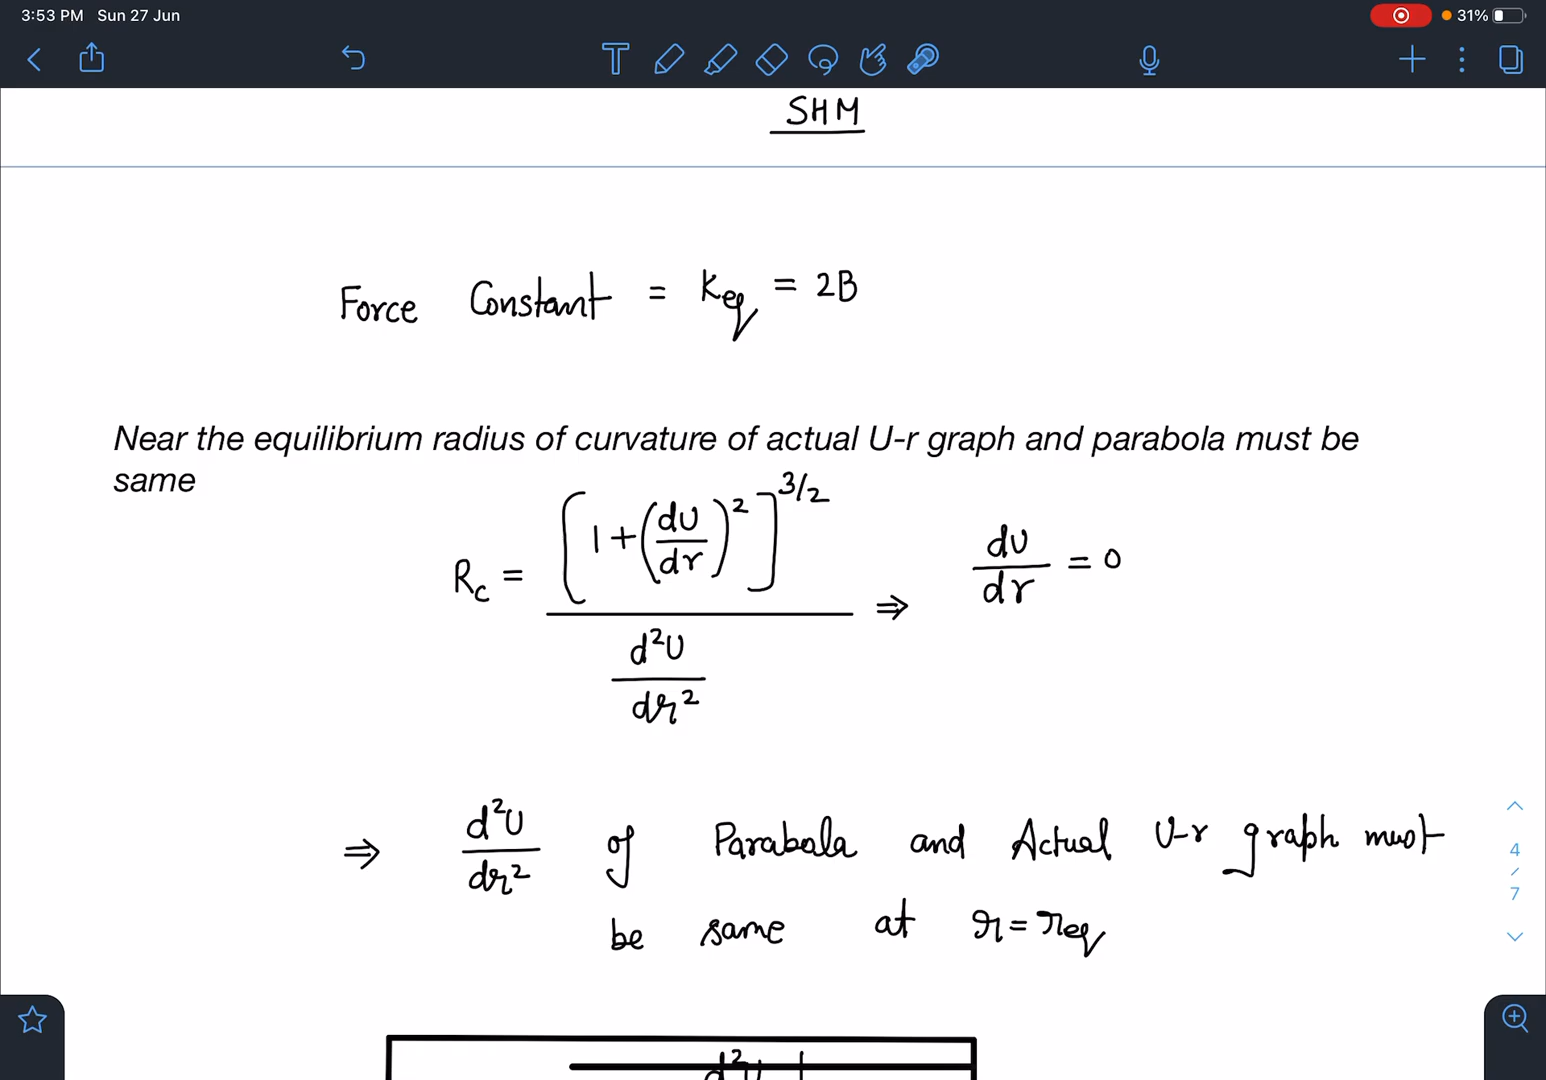 3:53 PM Sun 27 Jun
31%
SHM
Force Constant = Keq = 2B
Near the equilibrium radius of curvature of actual U-r graph and parabola must be
same
Rc = [1+(dU/dr)²]^3/2 / d²U/dr² ⇒ dU/dr = 0
⇒ d²U/dr² of Parabala and Actual U-r graph must
be same at r = req
4
/
7